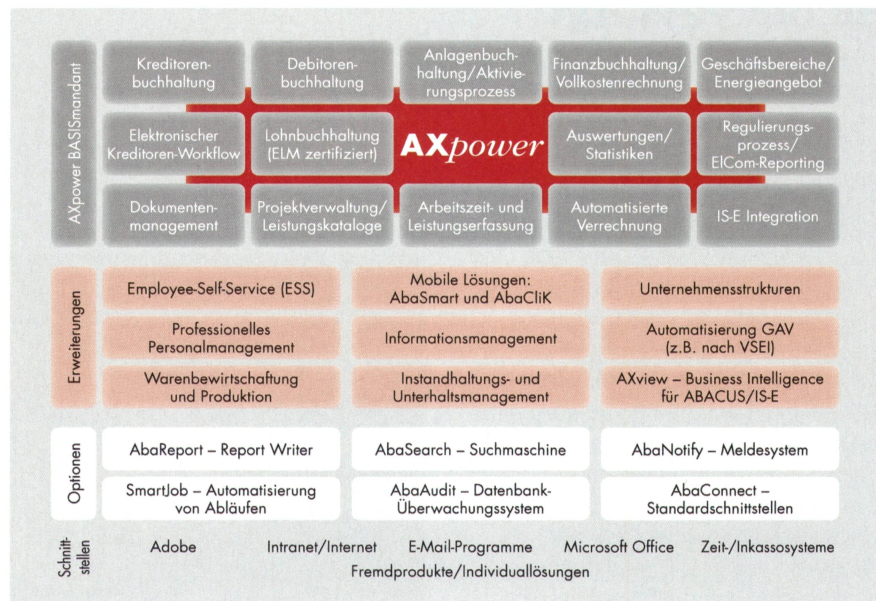 AXpower BASISmandant
Kreditoren-
buchhaltung
Debitoren-
buchhaltung
Anlagenbuch-
haltung/Aktivie-
rungsprozess
Finanzbuchhaltung/
Vollkostenrechnung
Geschäftsbereiche/
Energieangebot
Elektronischer
Kreditoren-Workflow
Lohnbuchhaltung
(ELM zertifiziert)
AXpower
Auswertungen/
Statistiken
Regulierungs-
prozess/
ElCom-Reporting
Dokumenten-
management
Projektverwaltung/
Leistungskataloge
Arbeitszeit- und
Leistungserfassung
Automatisierte
Verrechnung
IS-E Integration
Erweiterungen
Employee-Self-Service (ESS)
Mobile Lösungen:
AbaSmart und AbaCliK
Unternehmensstrukturen
Professionelles
Personalmanagement
Informationsmanagement
Automatisierung GAV
(z.B. nach VSEI)
Warenbewirtschaftung
und Produktion
Instandhaltungs- und
Unterhaltsmanagement
AXview – Business Intelligence
für ABACUS/IS-E
Optionen
AbaReport – Report Writer
AbaSearch – Suchmaschine
AbaNotify – Meldesystem
SmartJob – Automatisierung
von Abläufen
AbaAudit – Datenbank-
Überwachungssystem
AbaConnect –
Standardschnittstellen
Schnitt-
stellen
Adobe
Intranet/Internet
E-Mail-Programme
Microsoft Office
Zeit-/Inkassosysteme
Fremdprodukte/Individuallösungen